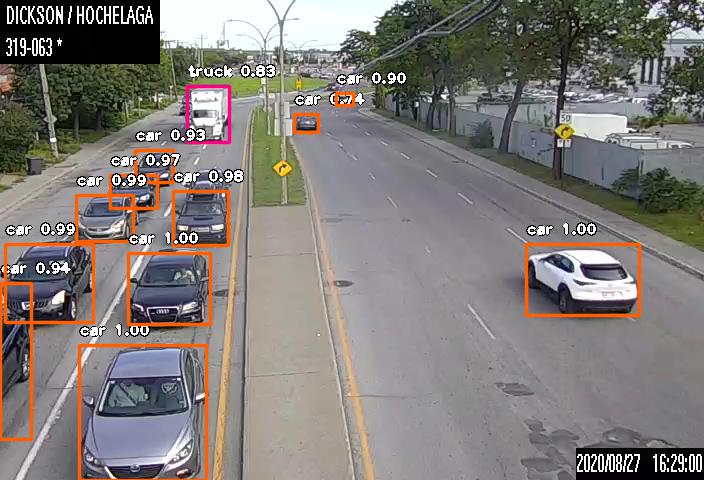 DICKSON / HOCHELAGA
319-063 *
truck 0.83
car 0.90
car 0.74
car 0.93
car 0.97
car 0.99
car 0.98
car 0.99
car 1.00
car 0.94
car 1.00
car 1.00
50
2020/08/27 16:29:00